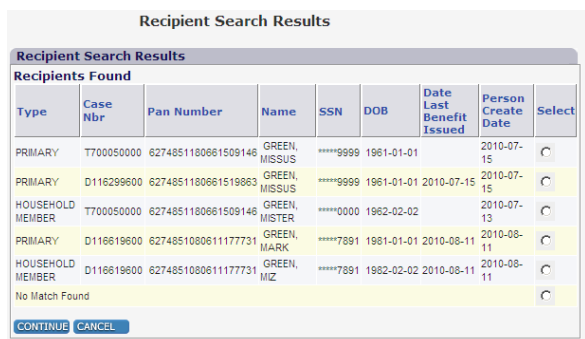 Recipient Search Results
Recipient Search Results
Recipients Found
Type Case Nbr Pan Number Name SSN DOB Date Last Benefit Issued Person Create Date Select
PRIMARY T700050000 6274851180661509146 GREEN, MISSUS *****9999 1961-01-01 2010-07-15
PRIMARY D116299600 6274851180661519863 GREEN, MISSUS *****9999 1961-01-01 2010-07-15 2010-07-15
HOUSEHOLD MEMBER T700050000 6274851180661509146 GREEN, MISTER *****0000 1962-02-02 2010-07-13
PRIMARY D116619600 6274851080611177731 GREEN, MARK *****7891 1981-01-01 2010-08-11 2010-08-11
HOUSEHOLD MEMBER D116619600 6274851080611177731 GREEN, MIZ *****7891 1982-02-02 2010-08-11 2010-08-11
No Match Found
CONTINUE CANCEL